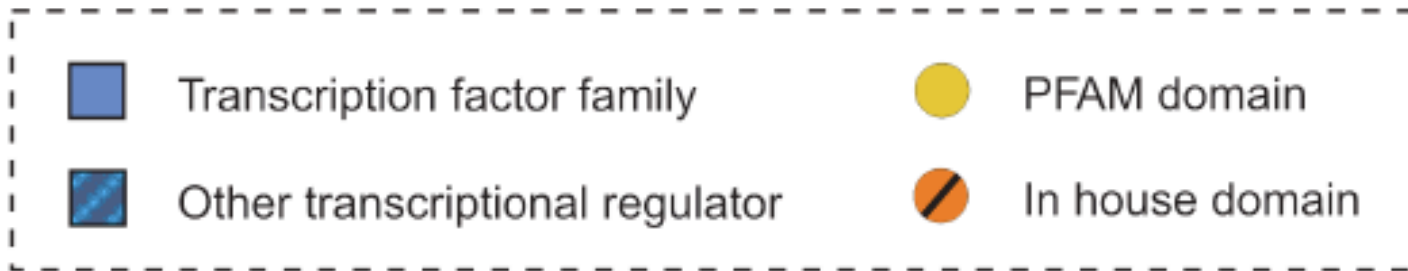 Transcription factor family
PFAM domain
Other transcriptional regulator
In house domain